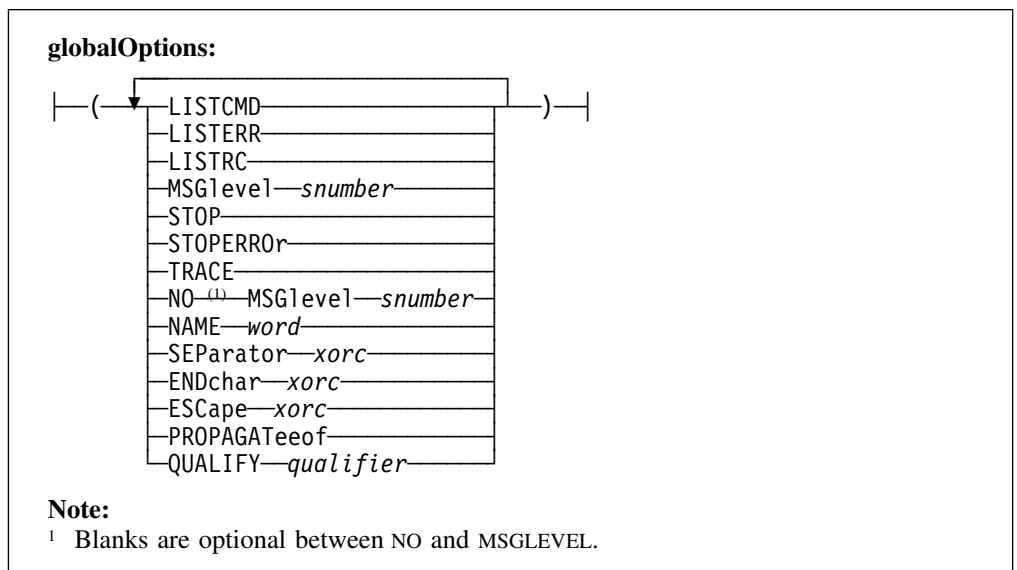 globalOptions:
( LISTCMD )
LISTERR
LISTRC
MSGlevel snumber
STOP
STOPERROr
TRACE
NO (1) MSGlevel snumber
NAME word
SEParator xorc
ENDchar xorc
ESCape xorc
PROPAGATeeof
QUALIFY qualifier
Note:
1 Blanks are optional between NO and MSGLEVEL.